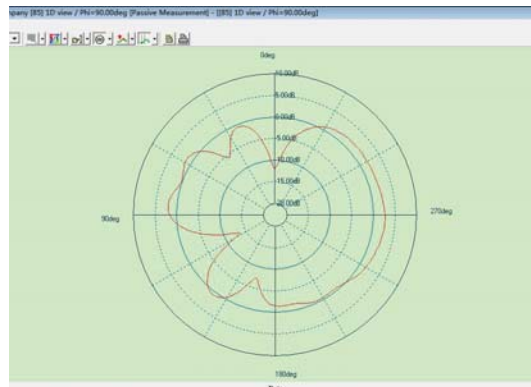 mpany [85] 1D view / Phi=90.00deg [Passive Measurement] - [[85] 1D view / Phi=90.00deg]
0deg
10.00dB
5.00dB
0.00dB
-5.00dB
10.00dB
15.00dB
20.00dB
90deg
270deg
180deg